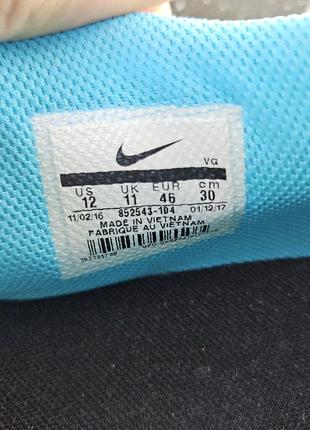 VG
US UK EUR cm
12 11 46 30
11/02/16 852543-104 01/12/17
MADE IN VIETNAM
FABRIQUE AU VIETNAM